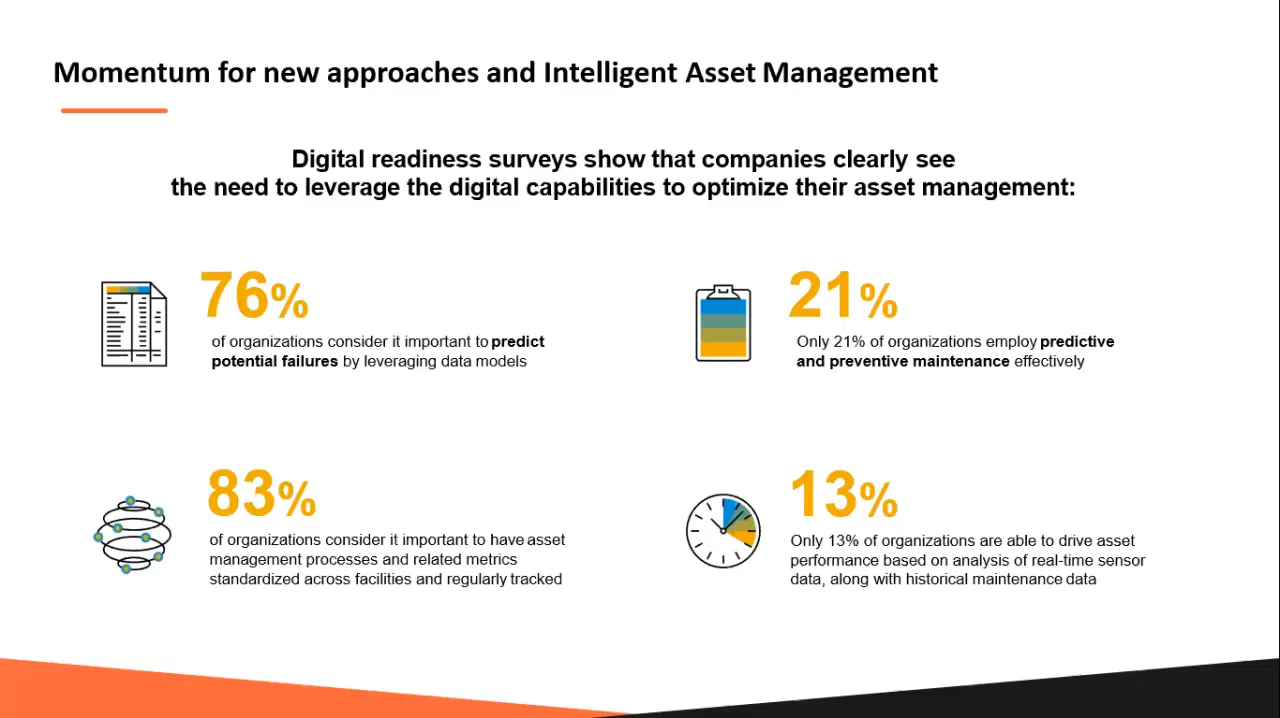 Momentum for new approaches and Intelligent Asset Management
Digital readiness surveys show that companies clearly see
the need to leverage the digital capabilities to optimize their asset management:
76%
of organizations consider it important to predict
potential failures by leveraging data models
21%
Only 21% of organizations employ predictive
and preventive maintenance effectively
83%
of organizations consider it important to have asset
management processes and related metrics
standardized across facilities and regularly tracked
13%
Only 13% of organizations are able to drive asset
performance based on analysis of real-time sensor
data, along with historical maintenance data